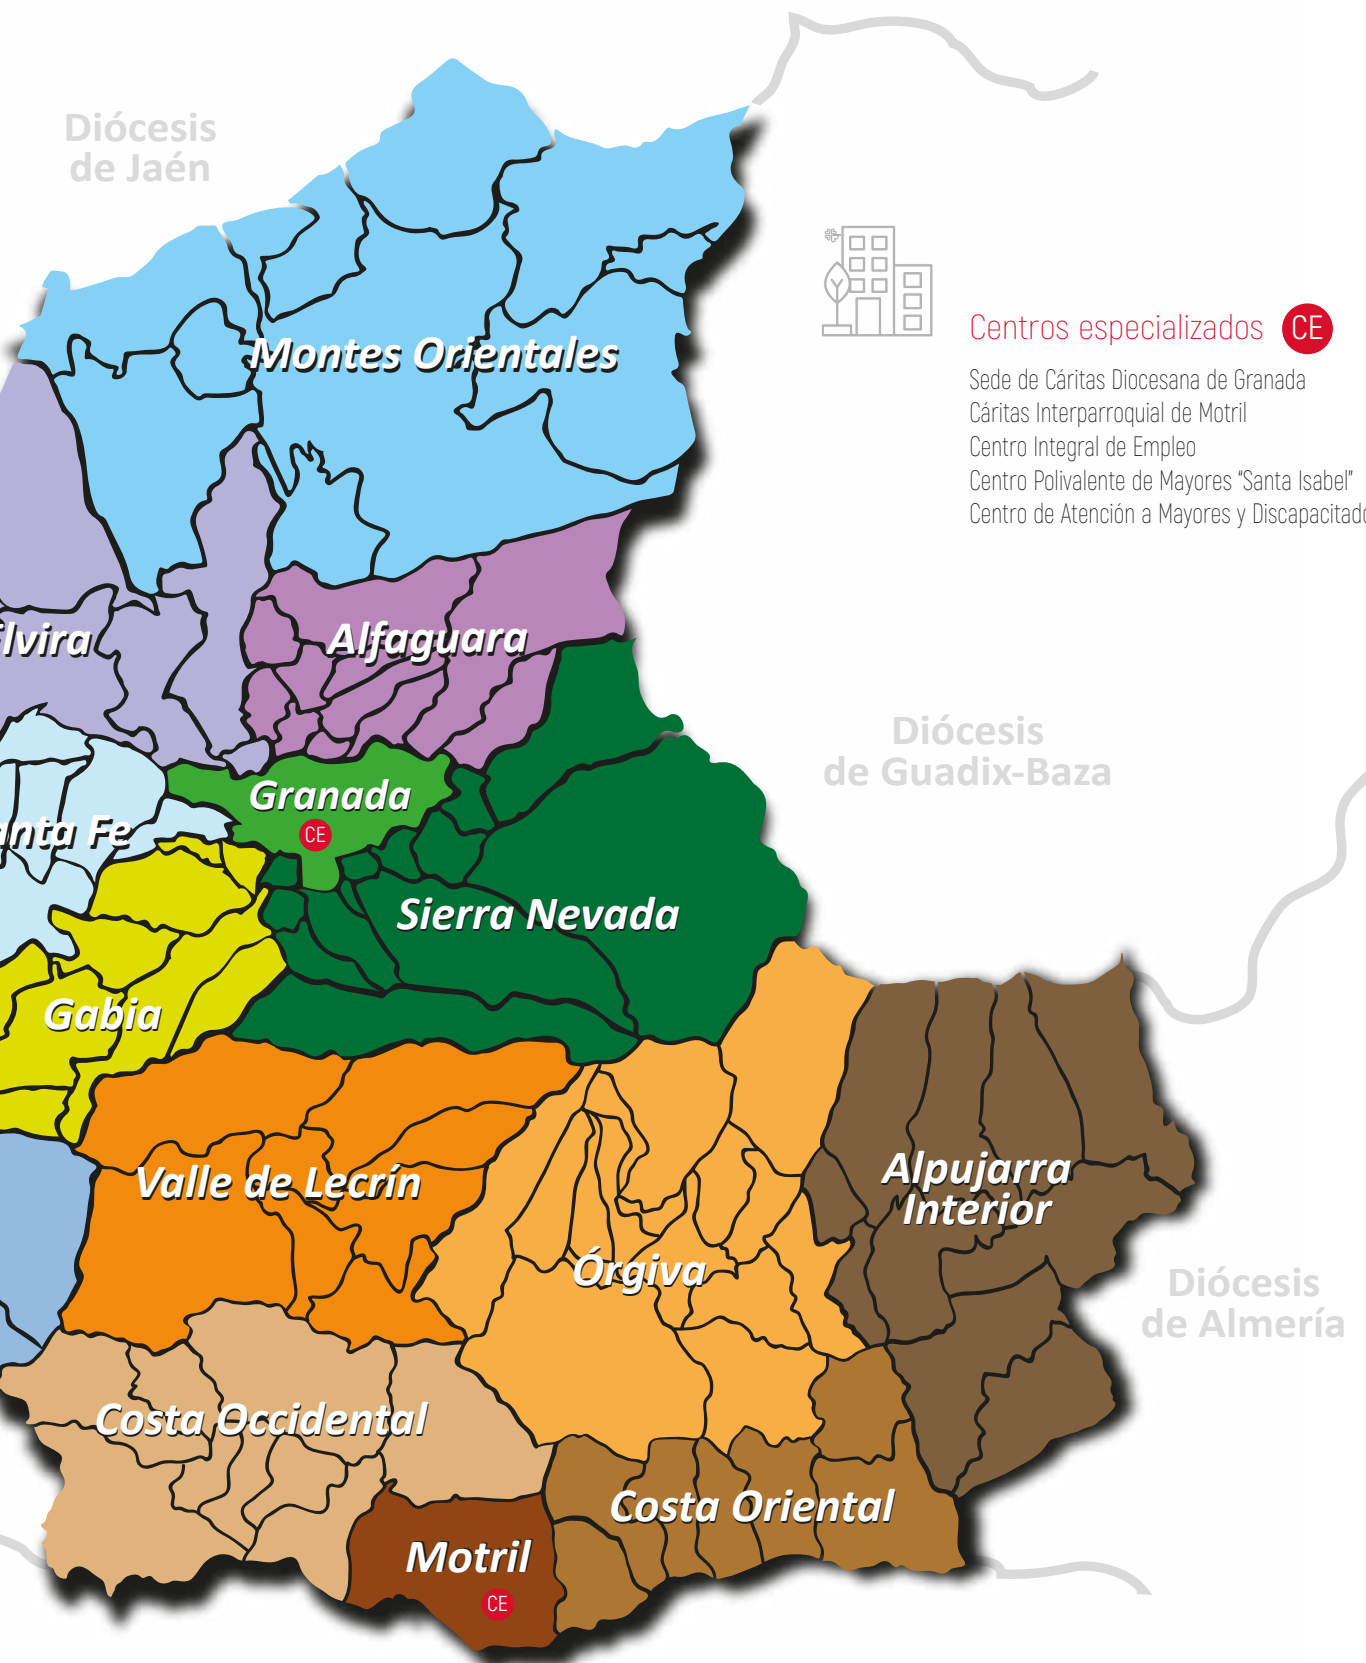 Diócesis
de Jaén
Montes Orientales
Centros especializados CE
Sede de Cáritas Diocesana de Granada
Cáritas Interparroquial de Motril
Centro Integral de Empleo
Centro Polivalente de Mayores "Santa Isabel"
Centro de Atención a Mayores y Discapacitado
lvira
Alfaguara
Diócesis
de Guadix-Baza
Granada
CE
nta Fe
Sierra Nevada
Gabia
Valle de Lecrín
Alpujarra
Interior
Órgiva
Diócesis
de Almería
Costa Occidental
Costa Oriental
Motril
CE